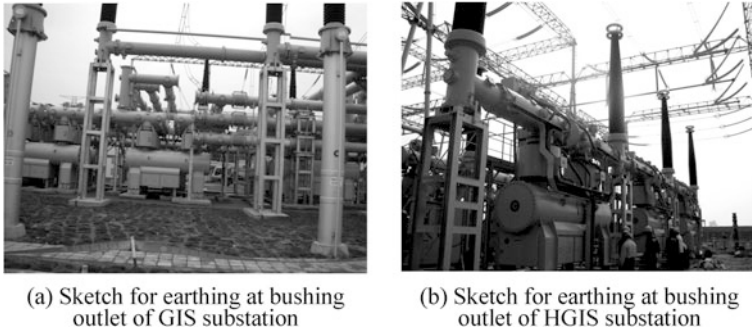 (a) Sketch for earthing at bushing
outlet of GIS substation
(b) Sketch for earthing at bushing
outlet of HGIS substation